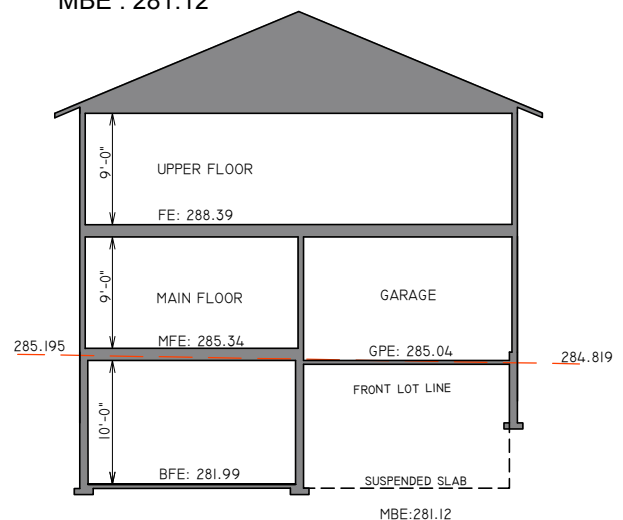 MBE : 281.12
9'-0"
UPPER FLOOR
FE: 288.39
9'-0"
MAIN FLOOR
GARAGE
MFE: 285.34
GPE: 285.04
285.195
284.819
FRONT LOT LINE
10'-0"
BFE: 281.99
SUSPENDED SLAB
MBE:281.12